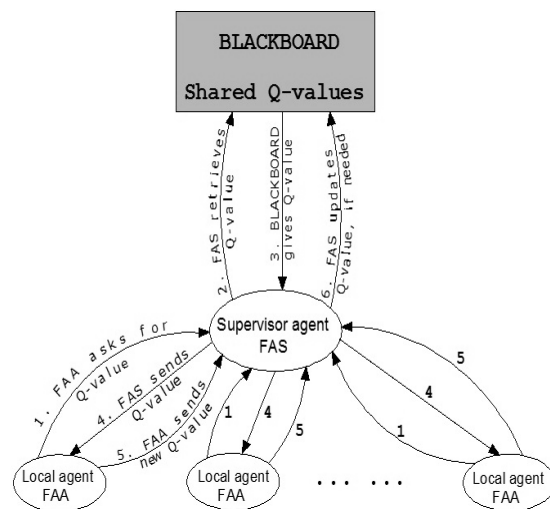 BLACKBOARD
Shared Q-values
2. FAS retrieves
Q-value
3. BLACKBOARD
gives Q-value
6. FAS updates
Q-value, if needed
Supervisor agent
FAS
1. FAA asks for
Q-value
4. FAS sends
Q-value
5. FAA sends
new Q-value
1
4
5
1
4
5
Local agent
FAA
Local agent
FAA
... ...
Local agent
FAA